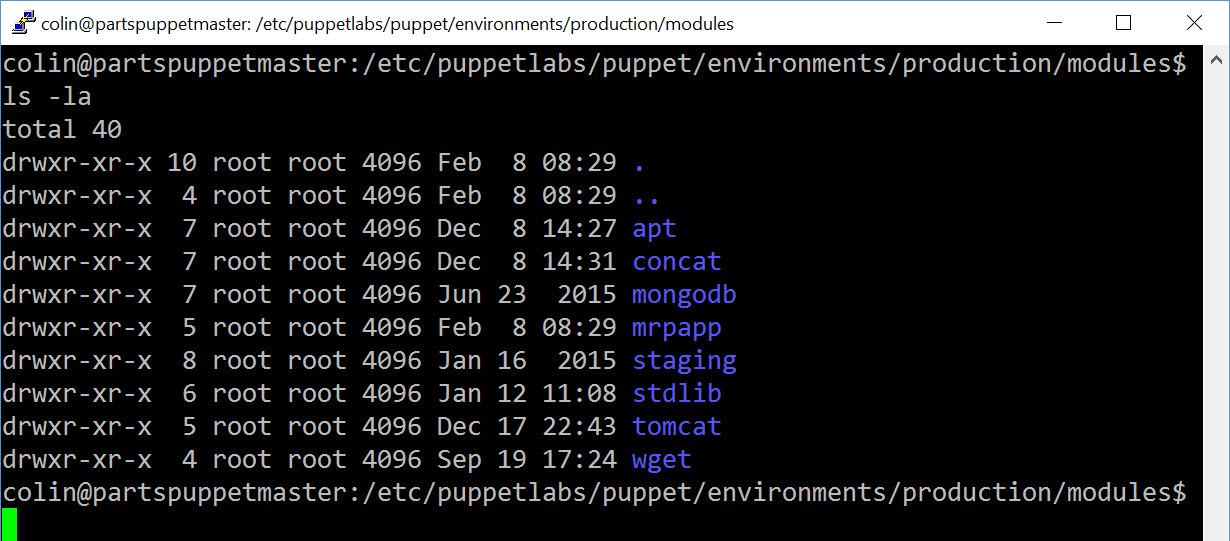 colin@partspuppetmaster: /etc/puppetlabs/puppet/environments/production/modules
colin@partspuppetmaster:/etc/puppetlabs/puppet/environments/production/modules$
ls -la
total 40
drwxr-xr-x 10 root root 4096 Feb  8 08:29 .
drwxr-xr-x  4 root root 4096 Feb  8 08:29 ..
drwxr-xr-x  7 root root 4096 Dec  8 14:27 apt
drwxr-xr-x  7 root root 4096 Dec  8 14:31 concat
drwxr-xr-x  7 root root 4096 Jun 23  2015 mongodb
drwxr-xr-x  5 root root 4096 Feb  8 08:29 mrpapp
drwxr-xr-x  8 root root 4096 Jan 16  2015 staging
drwxr-xr-x  6 root root 4096 Jan 12 11:08 stdlib
drwxr-xr-x  5 root root 4096 Dec 17 22:43 tomcat
drwxr-xr-x  4 root root 4096 Sep 19 17:24 wget
colin@partspuppetmaster:/etc/puppetlabs/puppet/environments/production/modules$